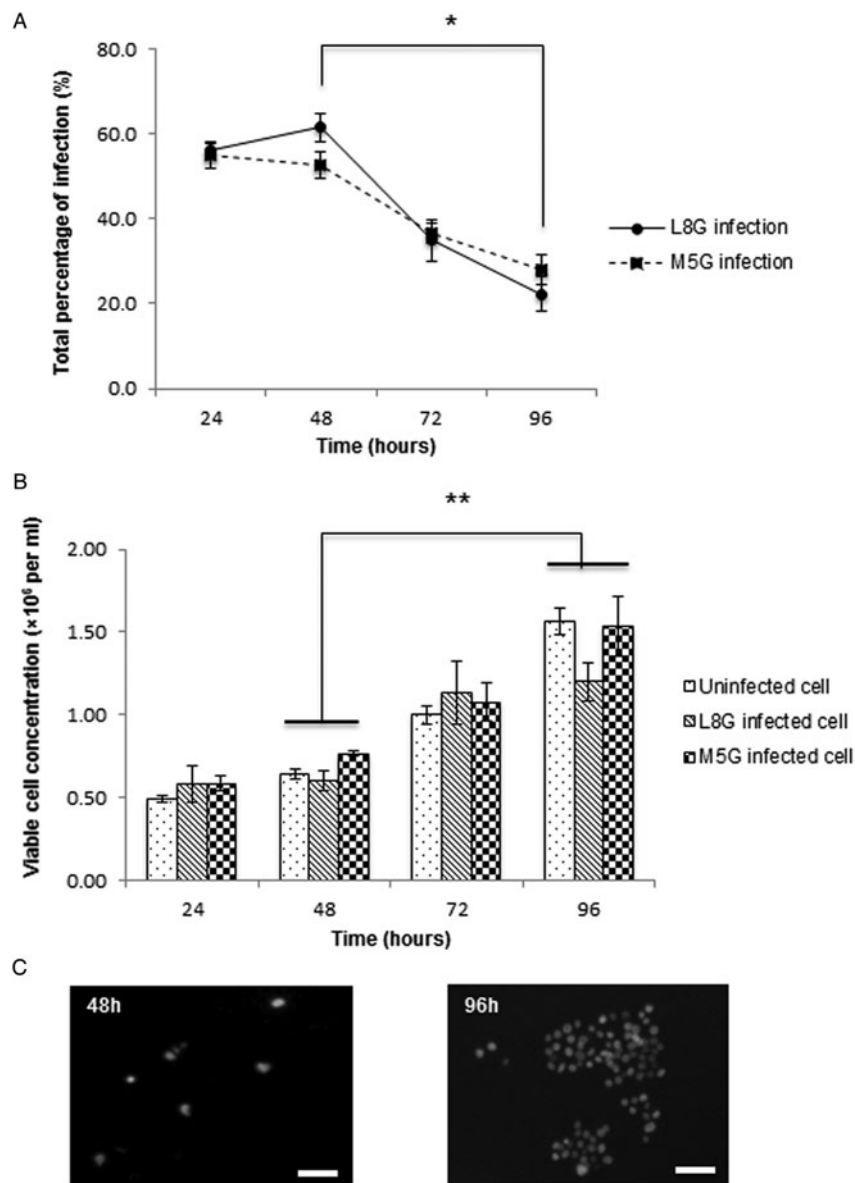 A
*
80.0
60.0
40.0
20.0
0.0
Total percentage of infection (%)
24 48 72 96
Time (hours)
L8G infection
M5G infection
B
**
2.00
1.50
1.00
0.50
0.00
Viable cell concentration (×10⁶ per ml)
24 48 72 96
Time (hours)
Uninfected cell
L8G infected cell
M5G infected cell
C
48h
96h